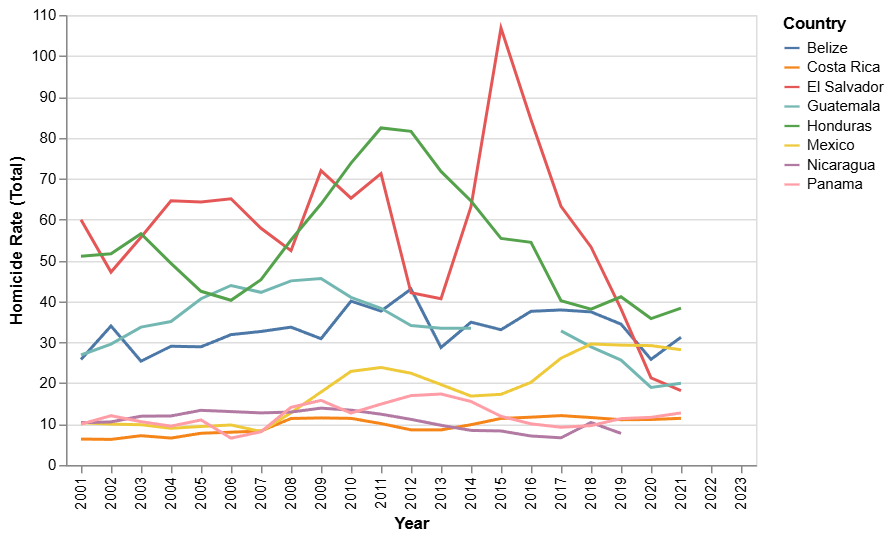 110
100
90
80
70
60
50
40
30
20
10
0
Homicide Rate (Total)
2001 2002 2003 2004 2005 2006 2007 2008 2009 2010 2011 2012 2013 2014 2015 2016 2017 2018 2019 2020 2021 2022 2023
Year
Country
Belize
Costa Rica
El Salvador
Guatemala
Honduras
Mexico
Nicaragua
Panama